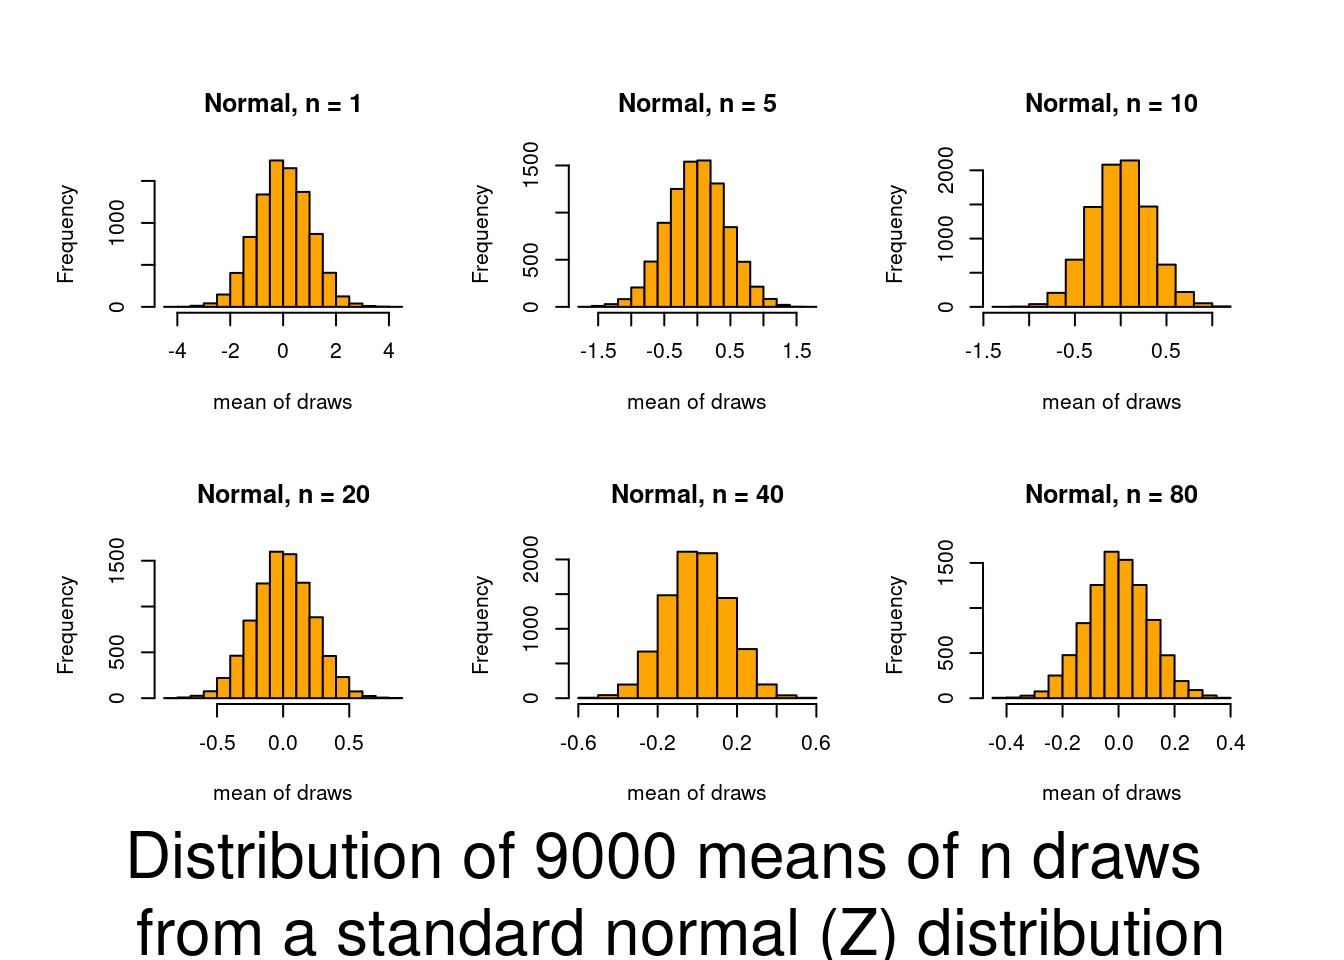 Normal, n = 1
Frequency
0 1000
-4 -2 0 2 4
mean of draws
Normal, n = 5
Frequency
0 500 1500
-1.5 -0.5 0.5 1.5
mean of draws
Normal, n = 10
Frequency
0 1000 2000
-1.5 -0.5 0.5
mean of draws
Normal, n = 20
Frequency
0 500 1500
-0.5 0.0 0.5
mean of draws
Normal, n = 40
Frequency
0 1000 2000
-0.6 -0.2 0.2 0.6
mean of draws
Normal, n = 80
Frequency
0 500 1500
-0.4 -0.2 0.0 0.2 0.4
mean of draws
Distribution of 9000 means of n draws
from a standard normal (Z) distribution